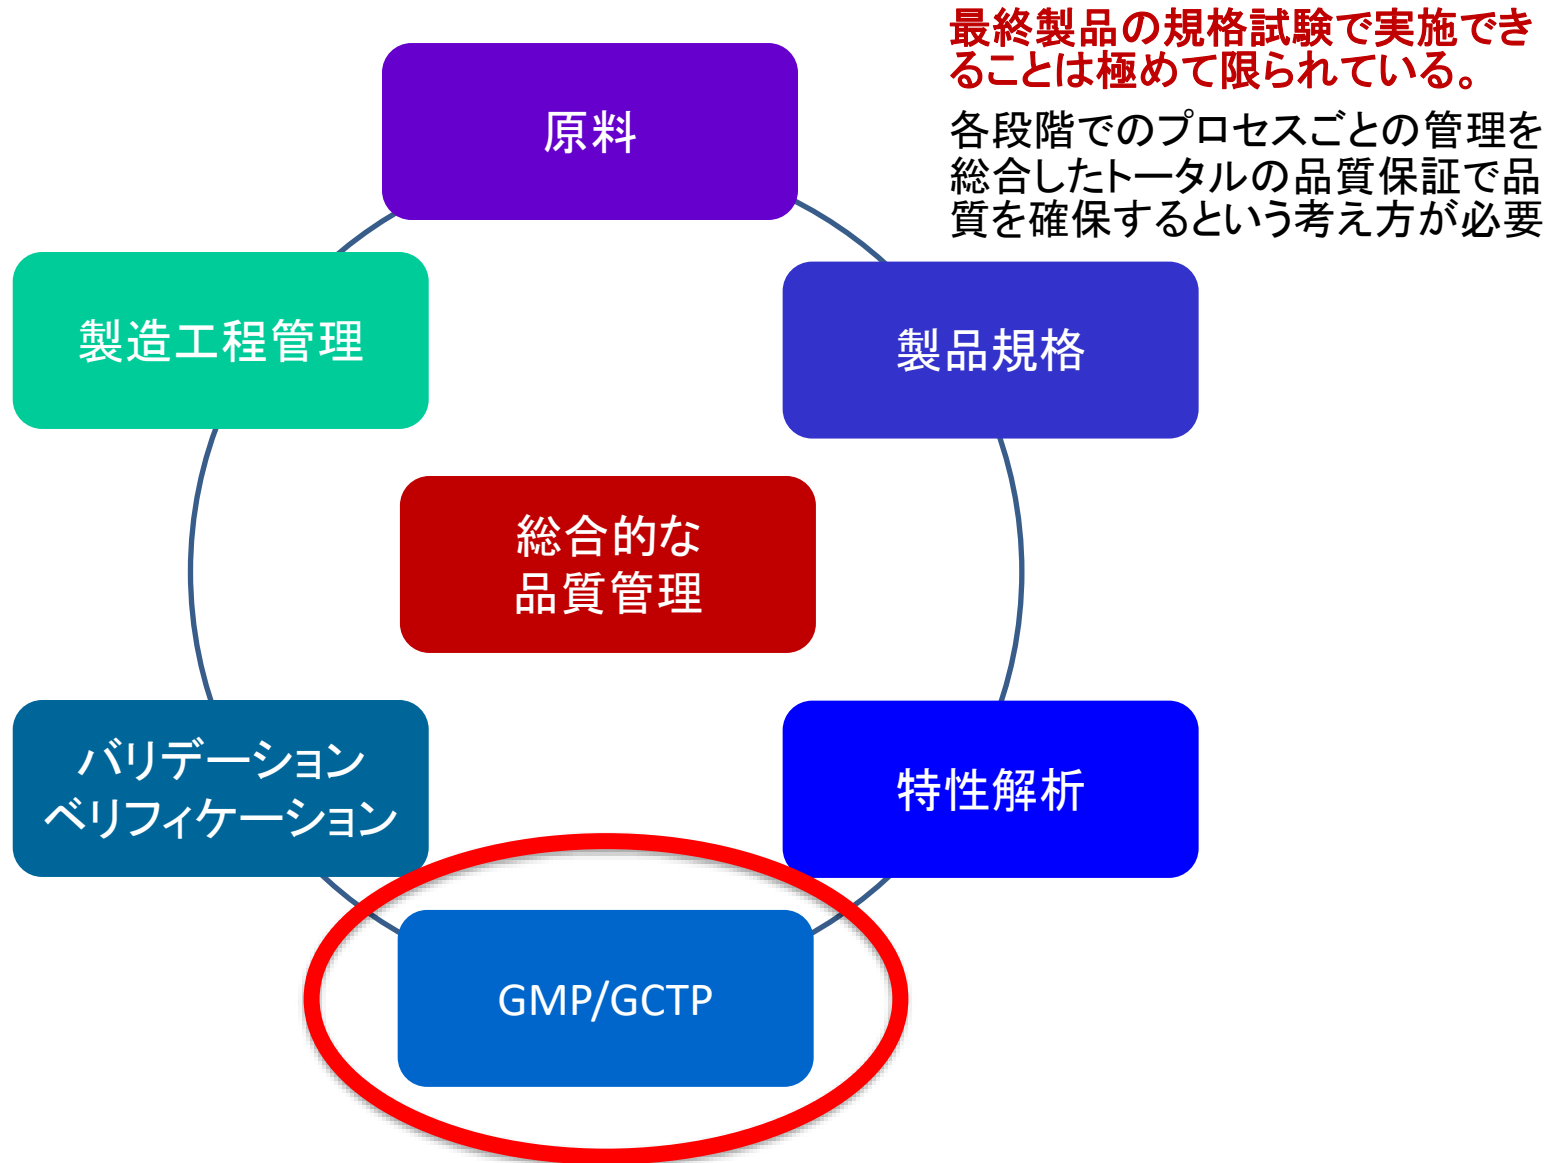 最終製品の規格試験で実施でき
ることは極めて限られている。
各段階でのプロセスごとの管理を
総合したトータルの品質保証で品
質を確保するという考え方が必要
原料
製造工程管理
製品規格
総合的な
品質管理
バリデーション
ベリフィケーション
特性解析
GMP/GCTP